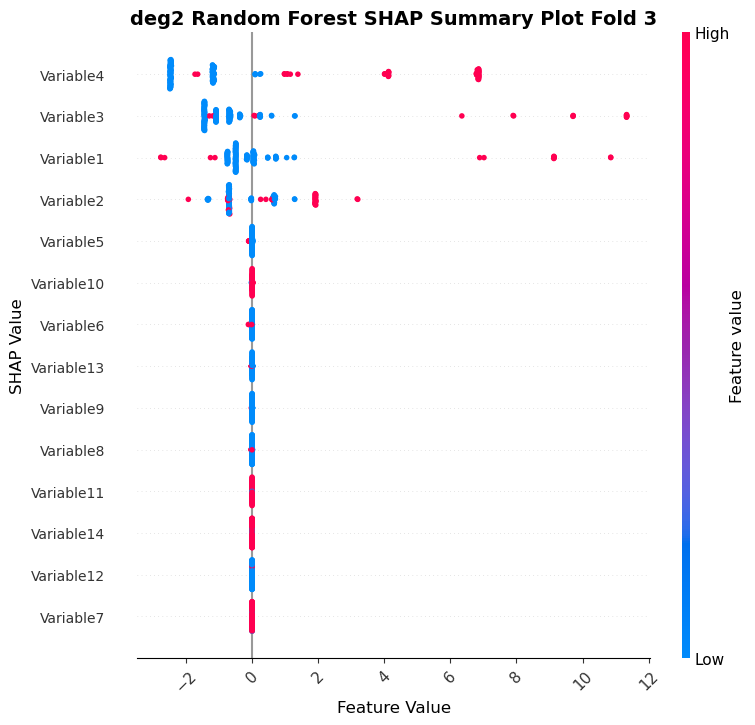 deg2 Random Forest SHAP Summary Plot Fold 3
High
Variable4
Variable3
Variable1
Variable2
Variable5
Variable10
Variable6
Variable13
Variable9
Variable8
Variable11
Variable14
Variable12
Variable7
SHAP Value
Feature value
Low
−2
0
2
4
6
8
10
12
Feature Value